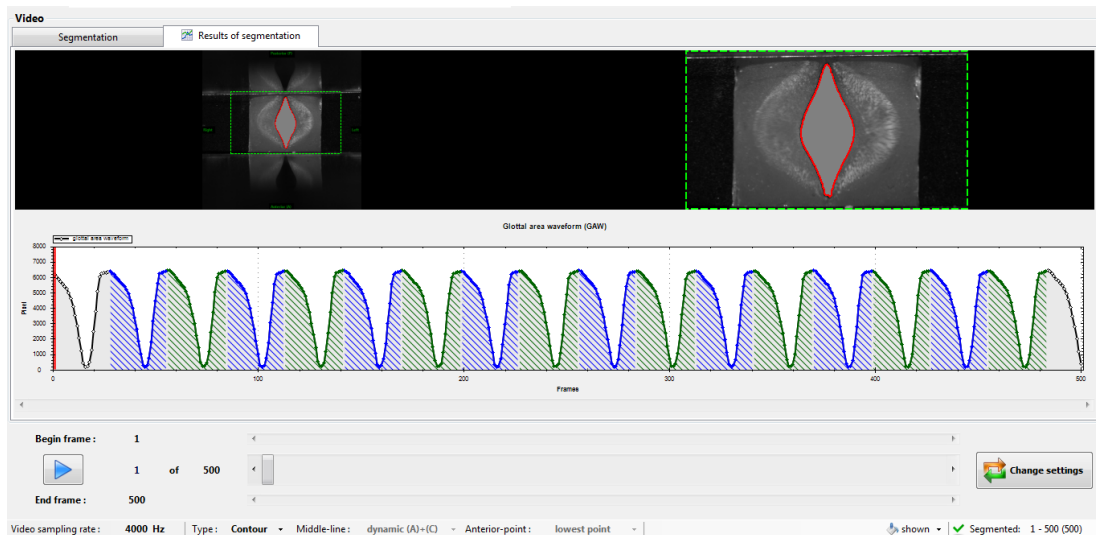 Video
Segmentation
Results of segmentation
Right
Left
Glottal area waveform (GAW)
glottal area waveform
8000
7000
6000
5000
4000
3000
2000
1000
0
Pixel
0 100 200 300 400 500
Frames
Begin frame : 1
1 of 500
Change settings
End frame : 500
Video sampling rate : 4000 Hz Type : Contour Middle-line : dynamic (A)+(C) Anterior-point : lowest point shown Segmented: 1 - 500 (500)